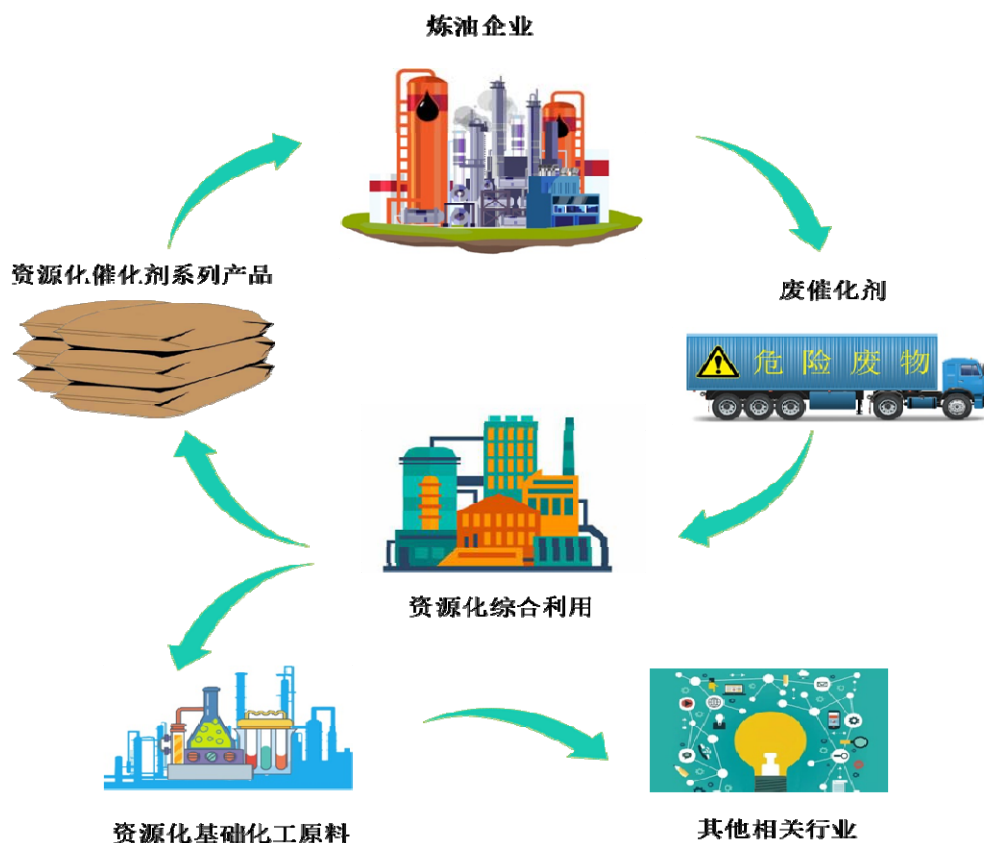 炼油企业
资源化催化剂系列产品
废催化剂
危险废物
资源化综合利用
资源化基础化工原料
其他相关行业